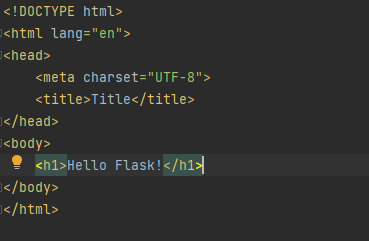 <!DOCTYPE html>
<html lang="en">
<head>
    <meta charset="UTF-8">
    <title>Title</title>
</head>
<body>
    <h1>Hello Flask!</h1>
</body>
</html>